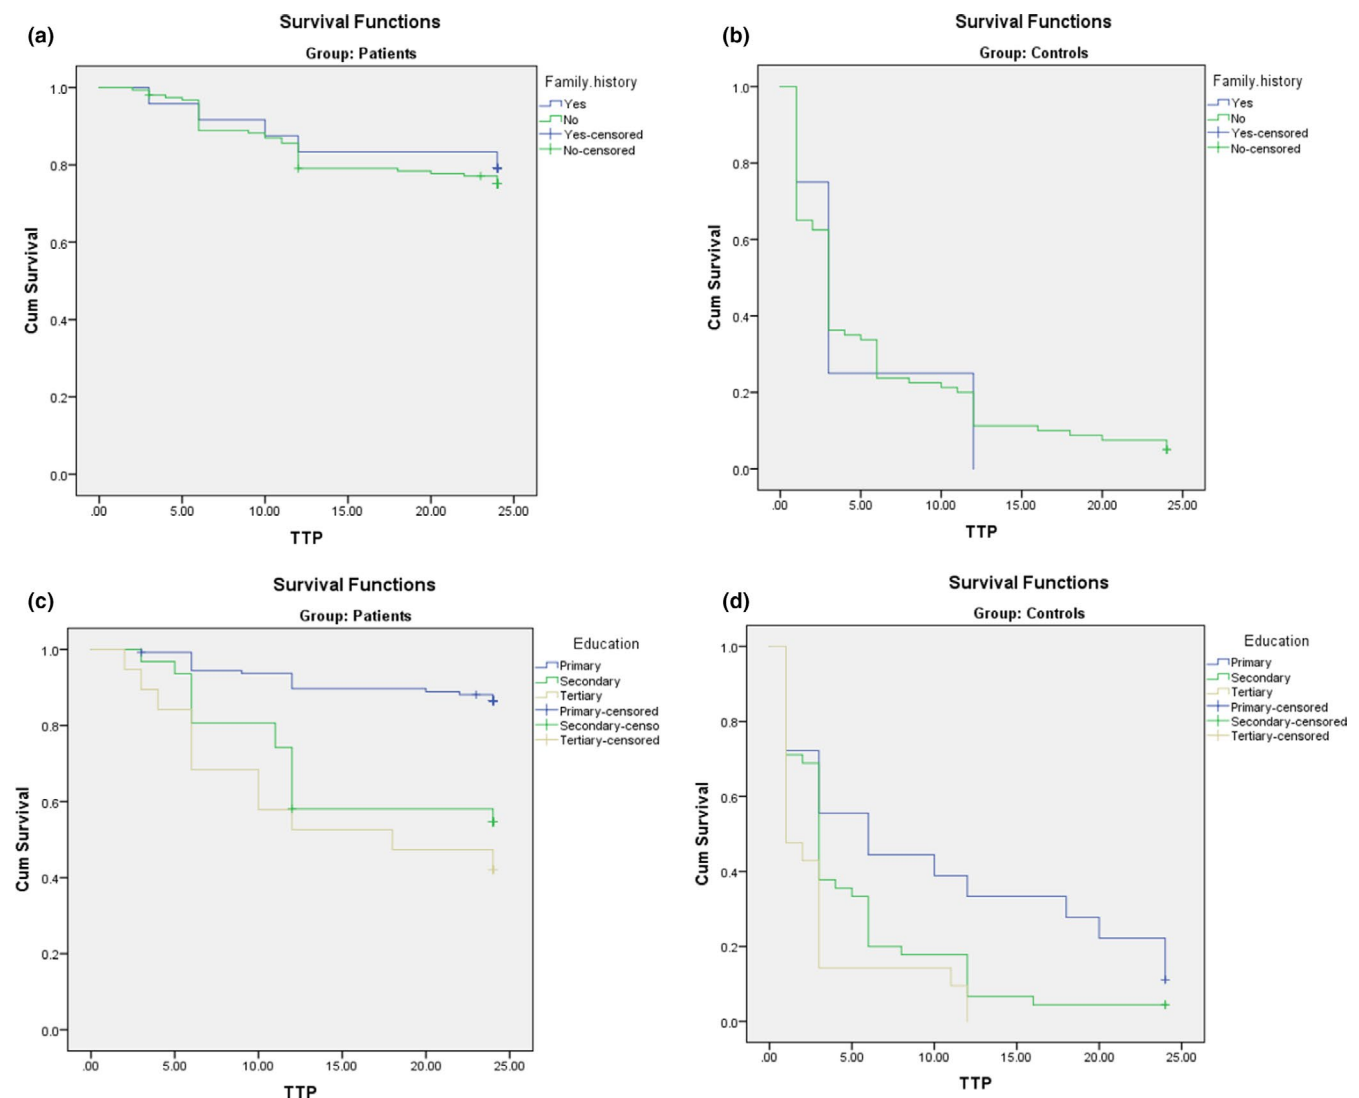 (a)
Survival Functions
Group: Patients
Family.history
Yes
No
Yes-censored
No-censored
1.0
0.8
0.6
0.4
0.2
0.0
Cum Survival
.00 5.00 10.00 15.00 20.00 25.00
TTP
(b)
Survival Functions
Group: Controls
Family.history
Yes
No
Yes-censored
No-censored
1.0
0.8
0.6
0.4
0.2
0.0
Cum Survival
.00 5.00 10.00 15.00 20.00 25.00
TTP
(c)
Survival Functions
Group: Patients
Education
Primary
Secondary
Tertiary
Primary-censored
Secondary-censo
Tertiary-censored
1.0
0.8
0.6
0.4
0.2
0.0
Cum Survival
.00 5.00 10.00 15.00 20.00 25.00
TTP
(d)
Survival Functions
Group: Controls
Education
Primary
Secondary
Tertiary
Primary-censored
Secondary-censored
Tertiary-censored
1.0
0.8
0.6
0.4
0.2
0.0
Cum Survival
.00 5.00 10.00 15.00 20.00 25.00
TTP